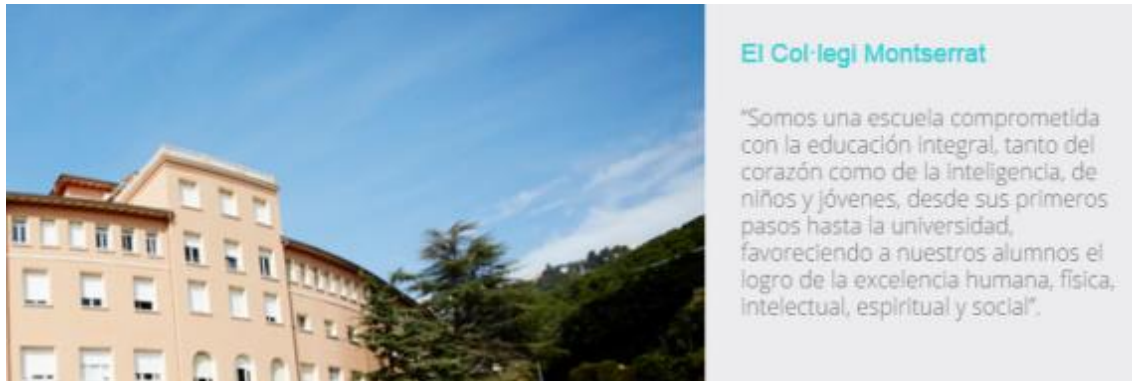 El Col·legi Montserrat
"Somos una escuela comprometida
con la educación integral, tanto del
corazón como de la inteligencia, de
niños y jóvenes, desde sus primeros
pasos hasta la universidad,
favoreciendo a nuestros alumnos el
logro de la excelencia humana, física,
intelectual, espiritual y social".